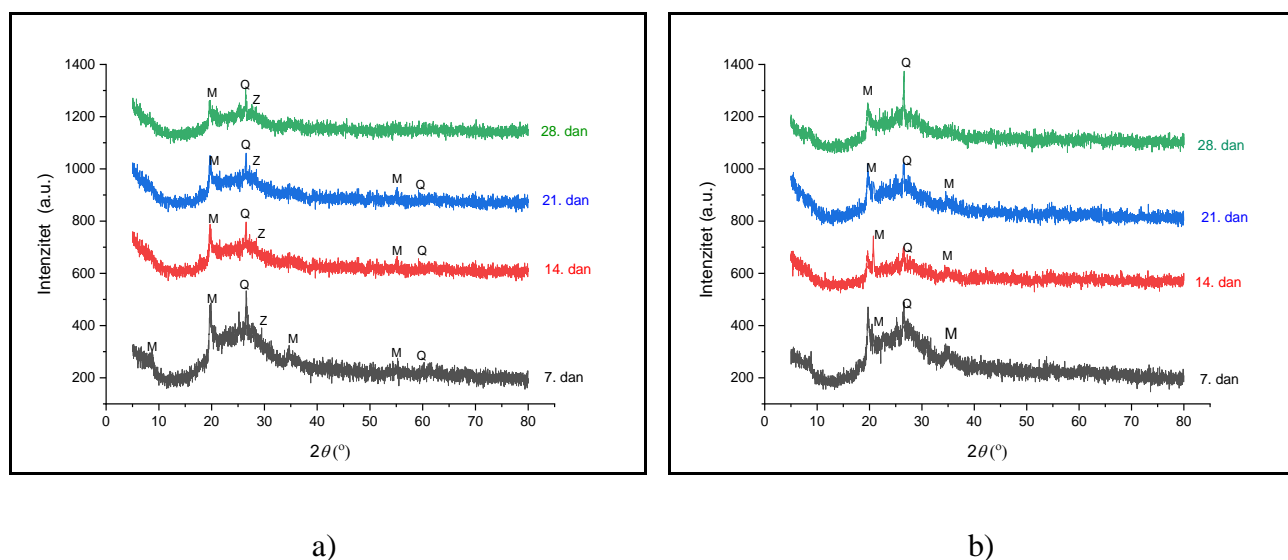 1400
1200
1000
800
600
400
200
Intenzitet (a.u.)
M Q Z
28. dan
M Q Z M Q
21. dan
M Q Z M Q
14. dan
M M Q Z M M Q
7. dan
0 10 20 30 40 50 60 70 80
2θ (º)
a)
1400
1200
1000
800
600
400
200
Intenzitet (a.u.)
M Q
28. dan
M Q M
21. dan
M Q M
14. dan
M Q M
7. dan
0 10 20 30 40 50 60 70 80
2θ (º)
b)